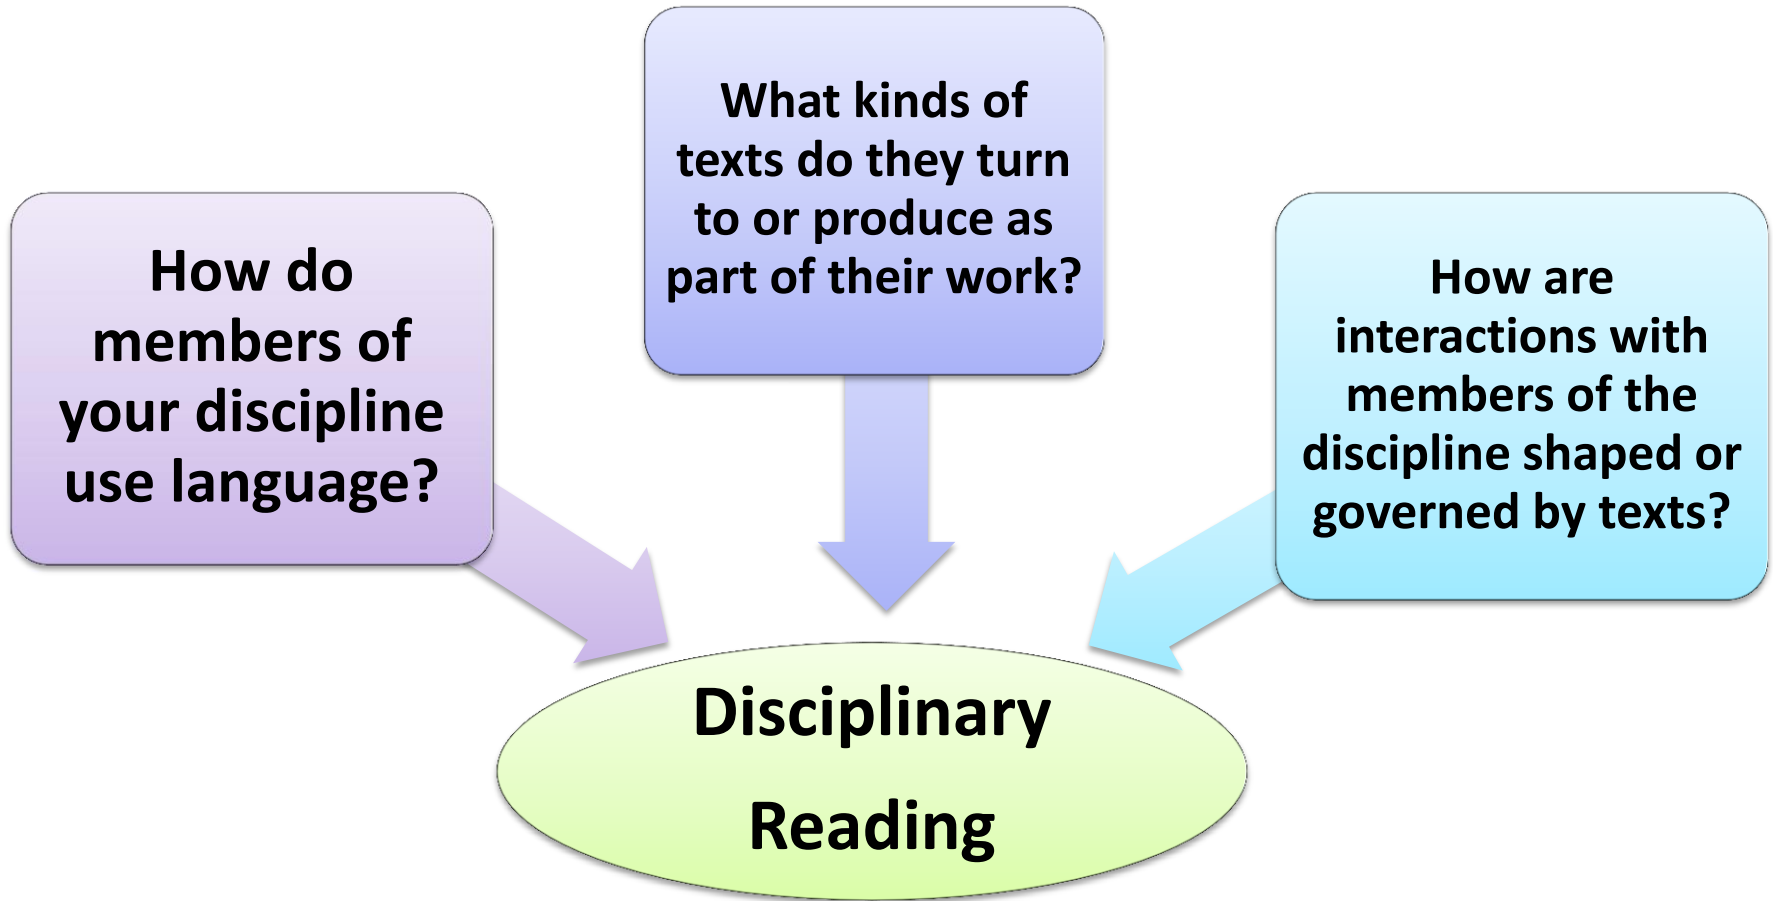 How do
members of
your discipline
use language?
What kinds of
texts do they turn
to or produce as
part of their work?
How are
interactions with
members of the
discipline shaped or
governed by texts?
Disciplinary
Reading